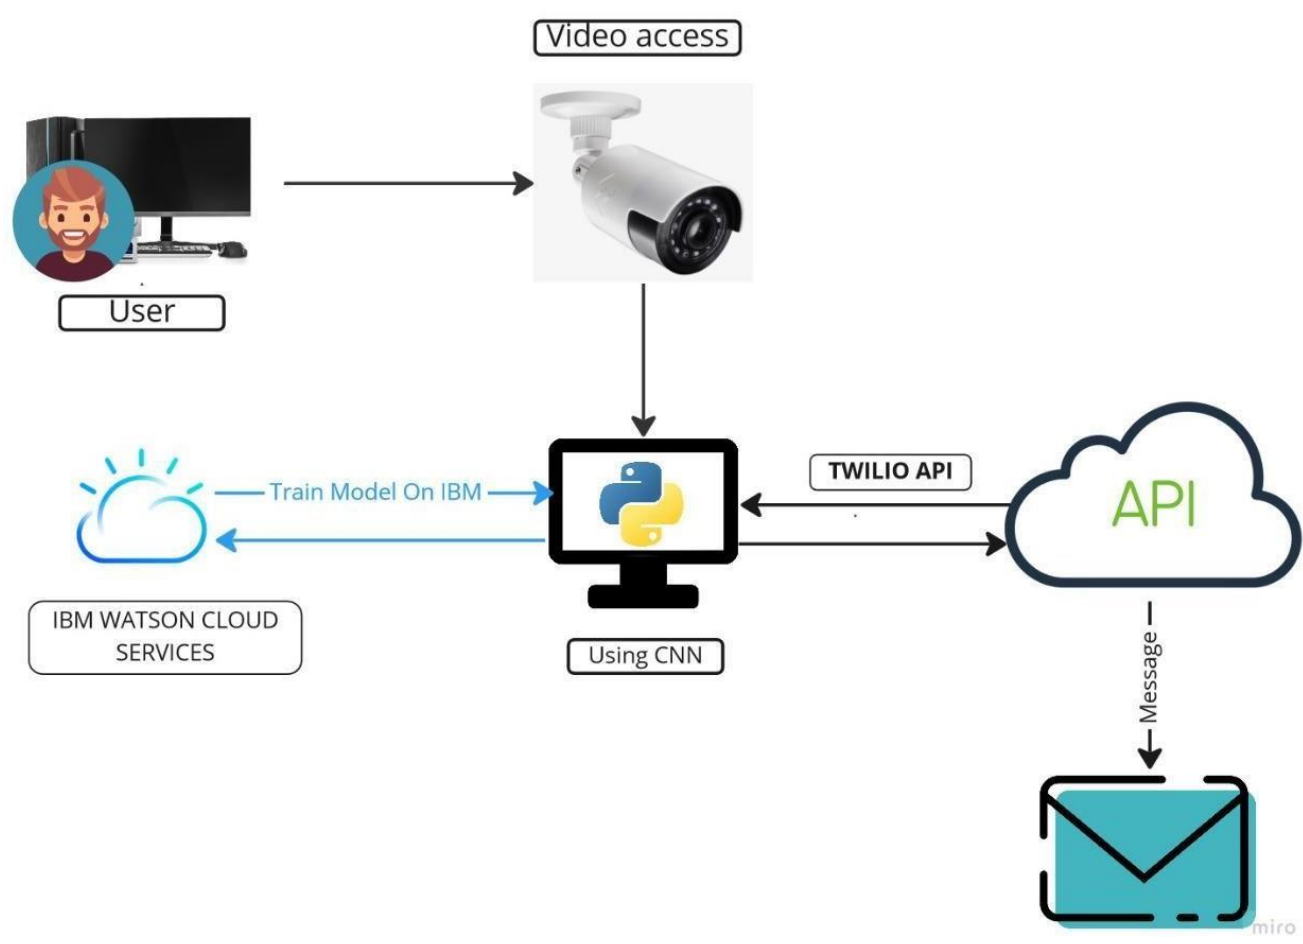 Video access
User
Train Model On IBM
TWILIO API
API
IBM WATSON CLOUD
SERVICES
Using CNN
Message
miro